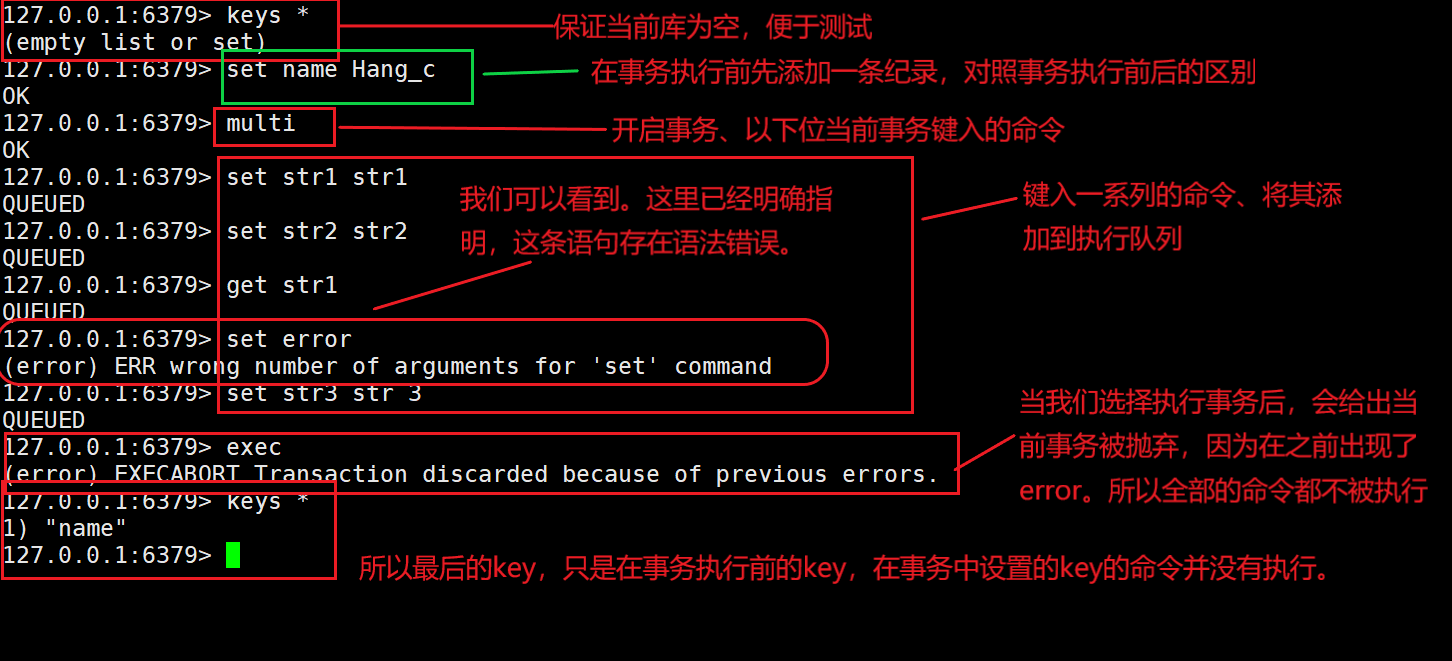 127.0.0.1:6379> keys *
保证当前库为空，便于测试
(empty list or set)
127.0.0.1:6379> set name Hang_c
在事务执行前先添加一条纪录，对照事务执行前后的区别
OK
127.0.0.1:6379> multi
开启事务、以下位当前事务键入的命令
OK
127.0.0.1:6379> set str1 str1
QUEUED
127.0.0.1:6379> set str2 str2
QUEUED
127.0.0.1:6379> get str1
QUEUED
我们可以看到。这里已经明确指
明，这条语句存在语法错误。
键入一系列的命令、将其添
加到执行队列
127.0.0.1:6379> set error
(error) ERR wrong number of arguments for 'set' command
127.0.0.1:6379> set str3 str 3
QUEUED
127.0.0.1:6379> exec
(error) EXECABORT Transaction discarded because of previous errors.
当我们选择执行事务后，会给出当
前事务被抛弃，因为在之前出现了
error。所以全部的命令都不被执行
127.0.0.1:6379> keys *
1) "name"
127.0.0.1:6379>
所以最后的key，只是在事务执行前的key，在事务中设置的key的命令并没有执行。